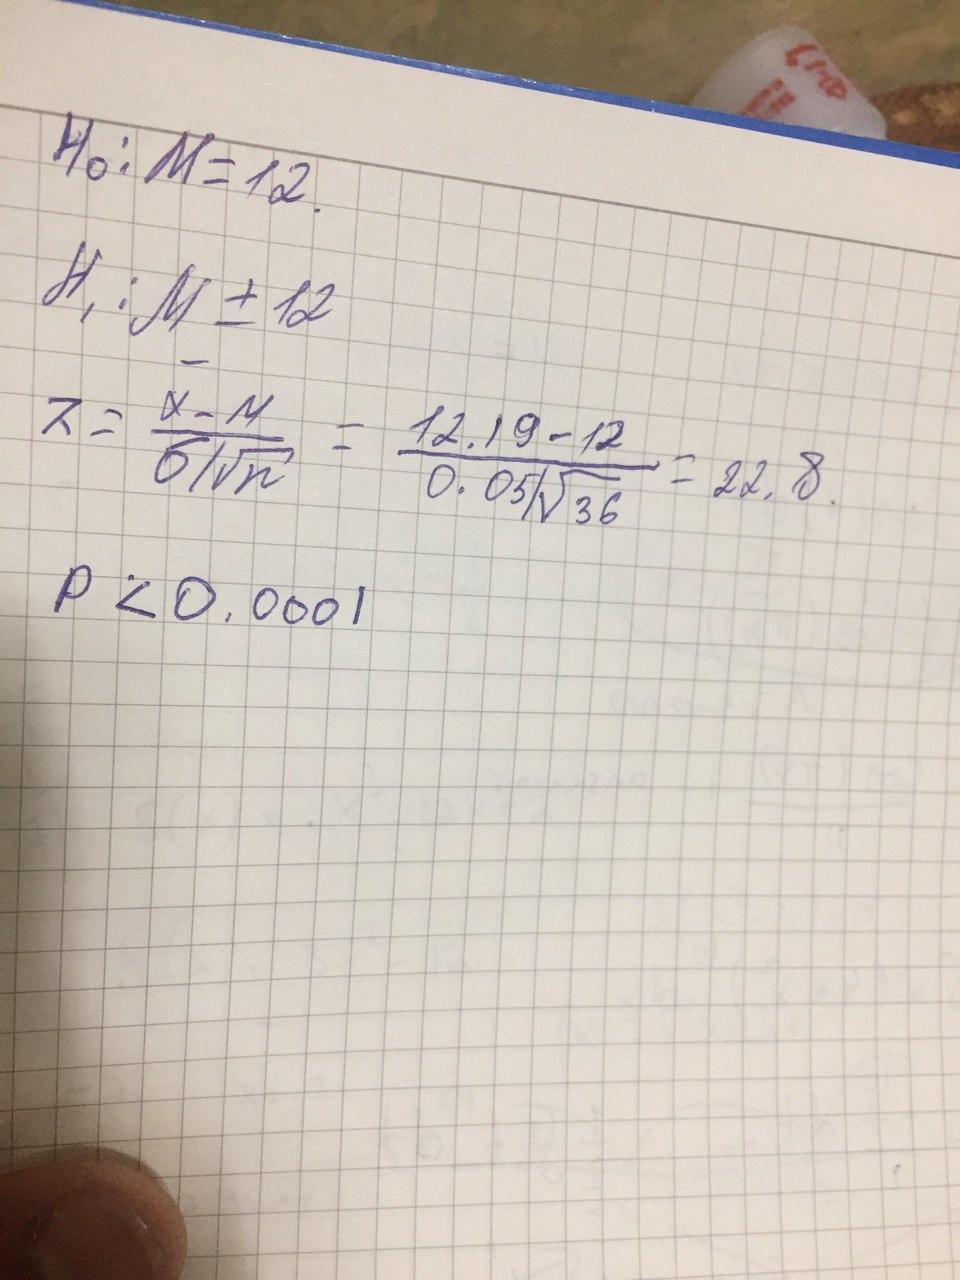 H₀: M = 12.
H₁: M ± 12
Z = (x̄ - M)/(σ/√n) = (12.19 - 12)/(0.05/√36) = 22.8.
P < 0.0001